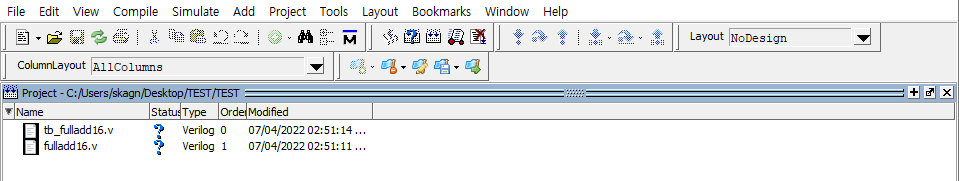 File Edit View Compile Simulate Add Project Tools Layout Bookmarks Window Help
Layout NoDesign
ColumnLayout AllColumns
Project - C:/Users/skagn/Desktop/TEST/TEST
Name Status Type Order Modified
tb_fulladd16.v ? Verilog 0 07/04/2022 02:51:14 ...
fulladd16.v ? Verilog 1 07/04/2022 02:51:11 ...